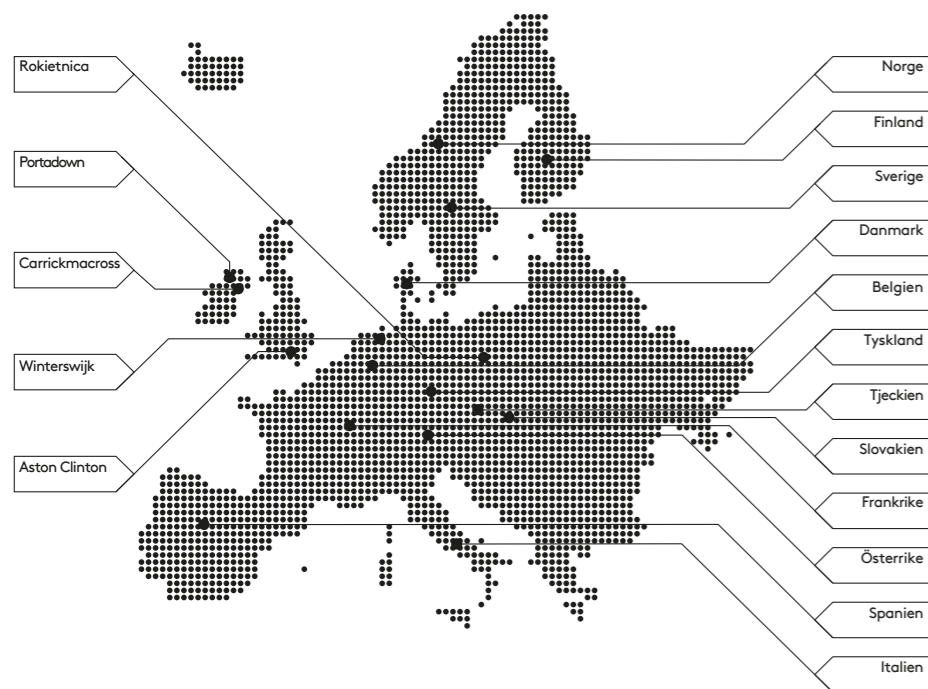 Rokietnica
Portadown
Carrickmacross
Winterswijk
Aston Clinton
Norge
Finland
Sverige
Danmark
Belgien
Tyskland
Tjeckien
Slovakien
Frankrike
Österrike
Spanien
Italien